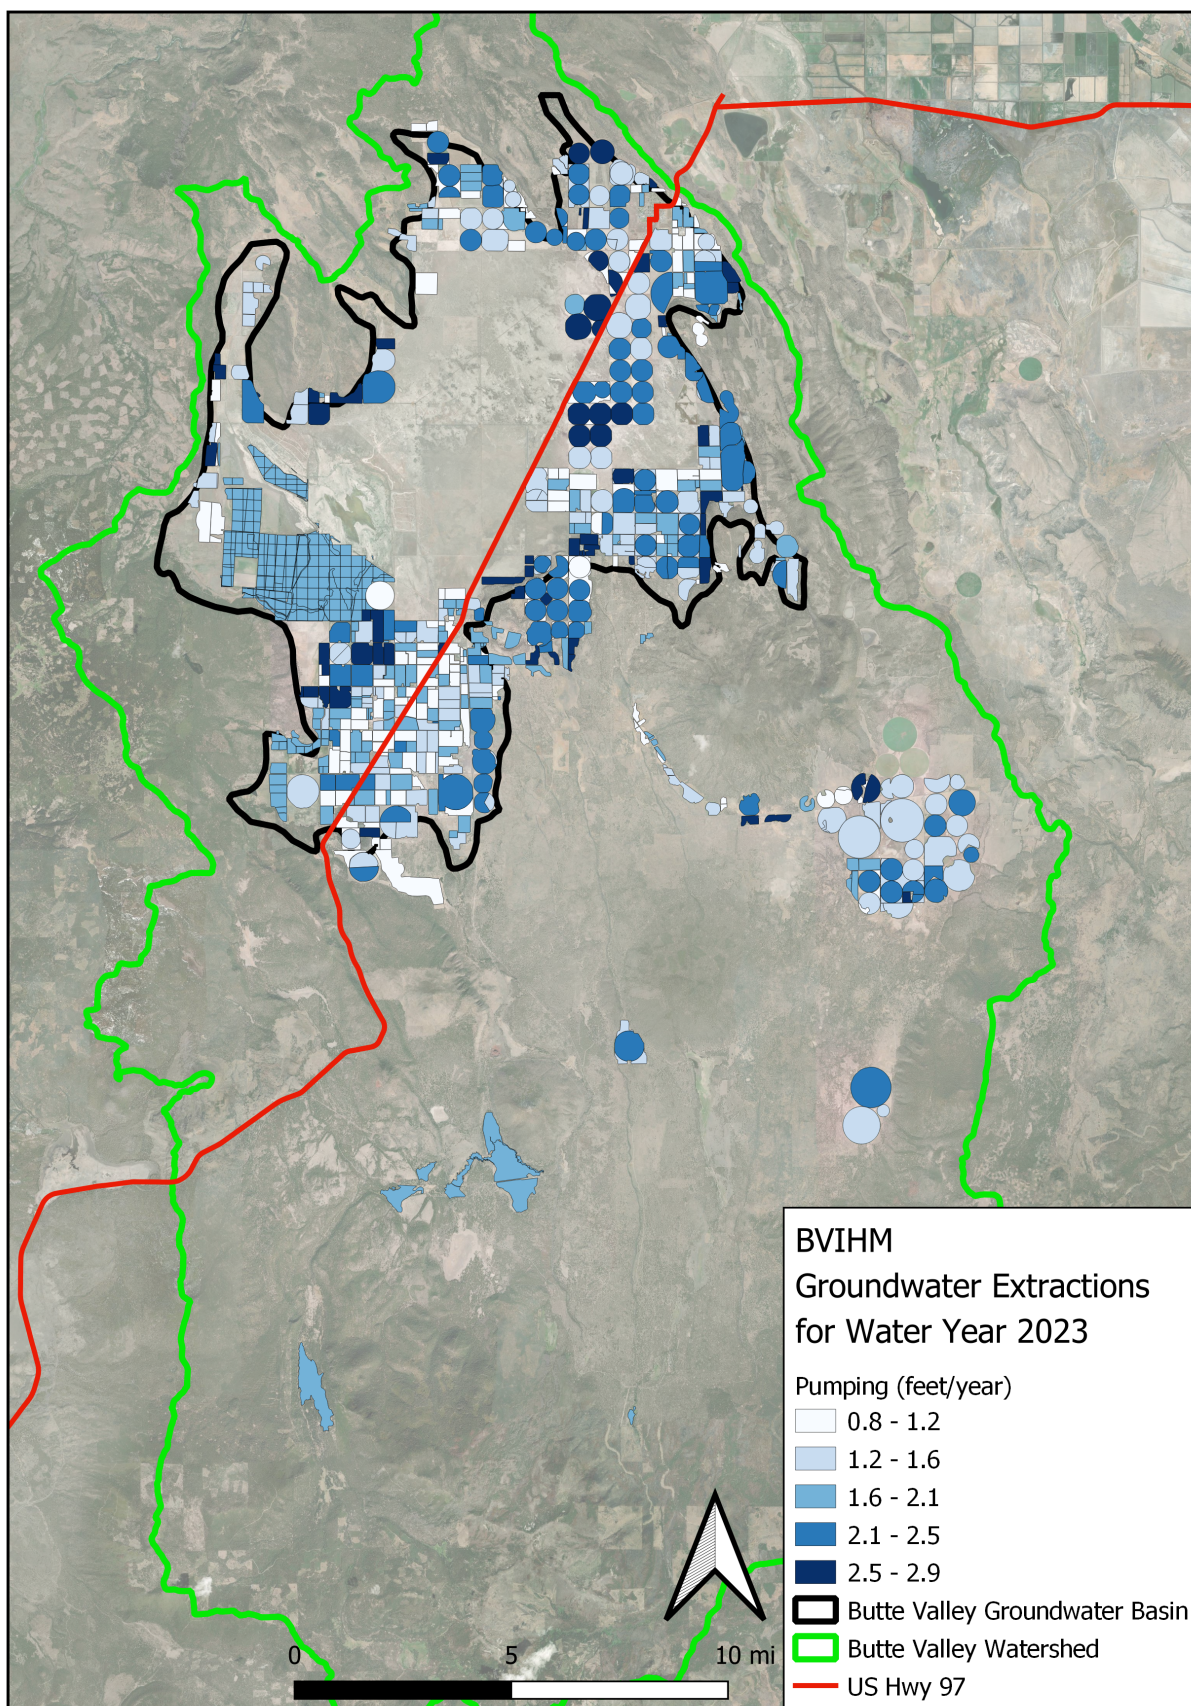 BVIHM
Groundwater Extractions
for Water Year 2023
Pumping (feet/year)
0.8 - 1.2
1.2 - 1.6
1.6 - 2.1
2.1 - 2.5
2.5 - 2.9
Butte Valley Groundwater Basin
Butte Valley Watershed
US Hwy 97
0 5 10 mi